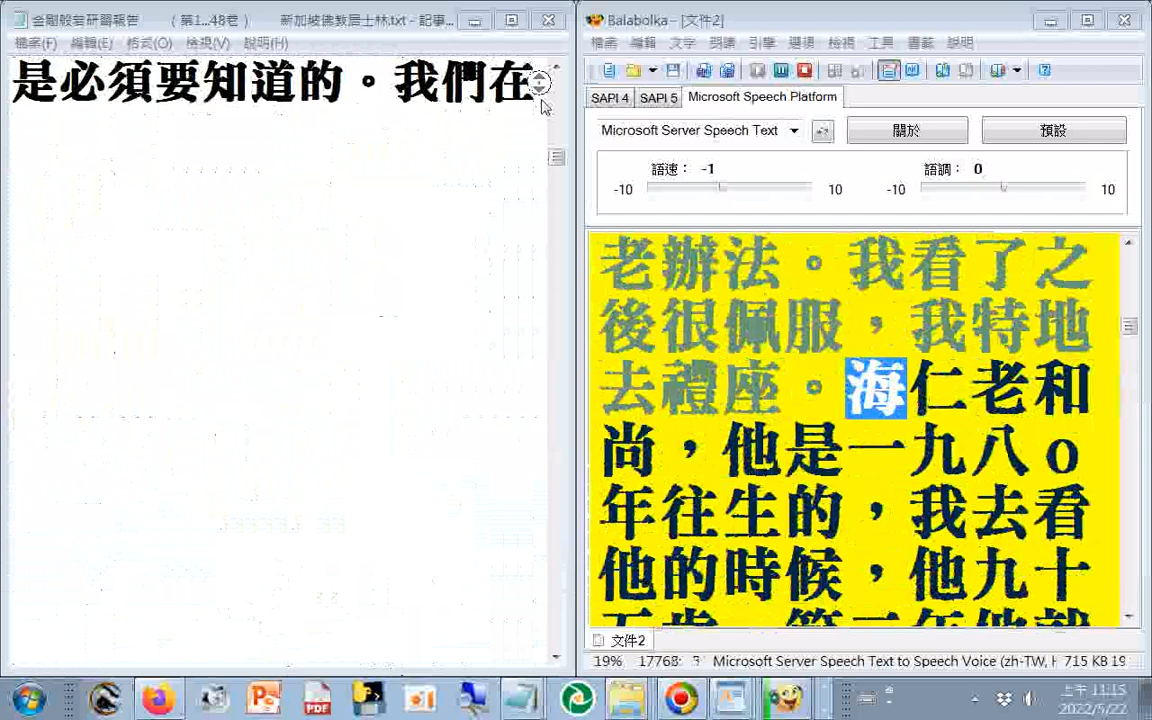 金剛般若研習報告 （ 第1...48卷 ） 新加坡佛教居士林.txt - 記事...
檔案(F) 編輯(E) 格式(O) 檢視(V) 說明(H)
是必須要知道的。我們在
Balabolka - [文件2]
檔案 編輯 文字 朗讀 引擎 選項 檢視 工具 書籤 說明
SAPI 4 SAPI 5 Microsoft Speech Platform
Microsoft Server Speech Text 關於 預設
語速： -1 語調： 0
-10 10 -10 10
老辦法。我看了之
後很佩服，我特地
去禮座。海仁老和
尚，他是一九八o
年往生的，我去看
他的時候，他九十
文件2
19% 17768: 3 Microsoft Server Speech Text to Speech Voice (zh-TW, H 715 KB 19
上午 11:15
2022/5/22